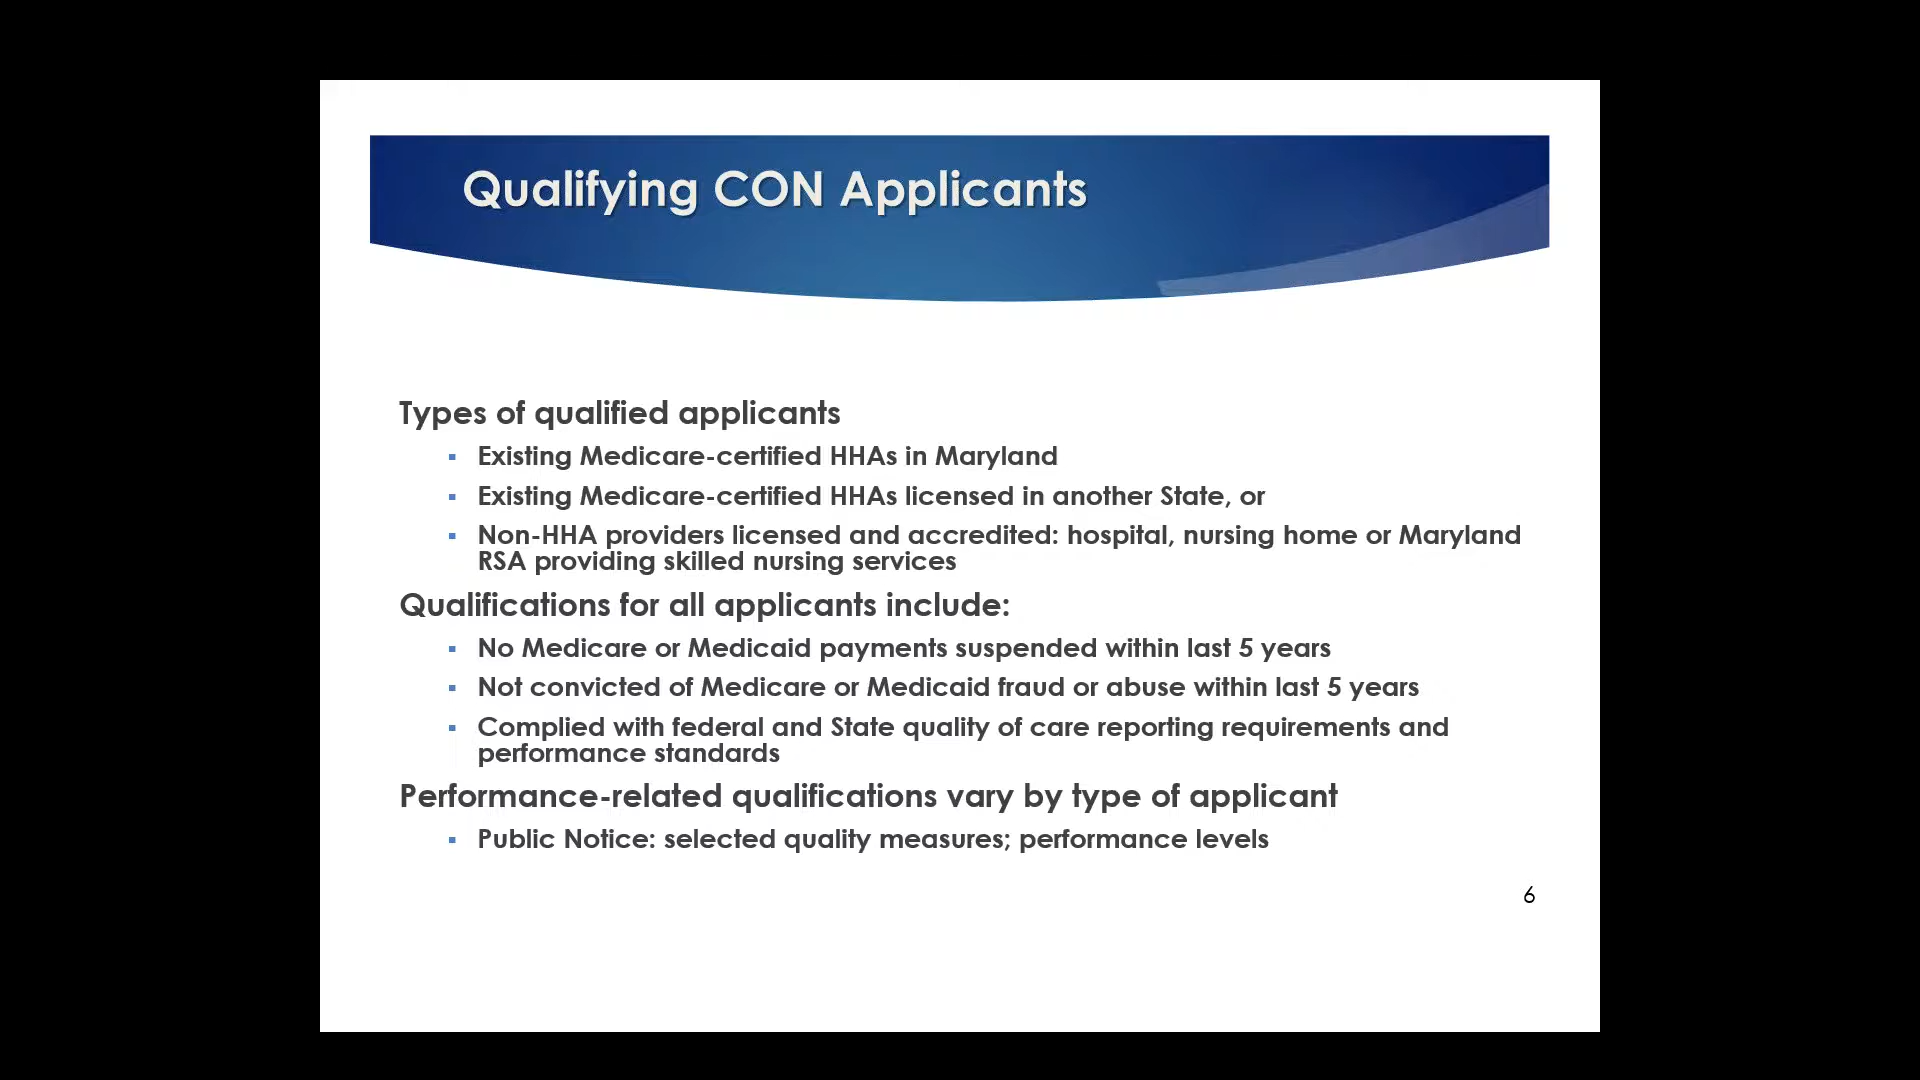 Qualifying CON Applicants
Types of qualified applicants
▪ Existing Medicare-certified HHAs in Maryland
▪ Existing Medicare-certified HHAs licensed in another State, or
▪ Non-HHA providers licensed and accredited: hospital, nursing home or Maryland
RSA providing skilled nursing services
Qualifications for all applicants include:
▪ No Medicare or Medicaid payments suspended within last 5 years
▪ Not convicted of Medicare or Medicaid fraud or abuse within last 5 years
▪ Complied with federal and State quality of care reporting requirements and
performance standards
Performance-related qualifications vary by type of applicant
▪ Public Notice: selected quality measures; performance levels
6